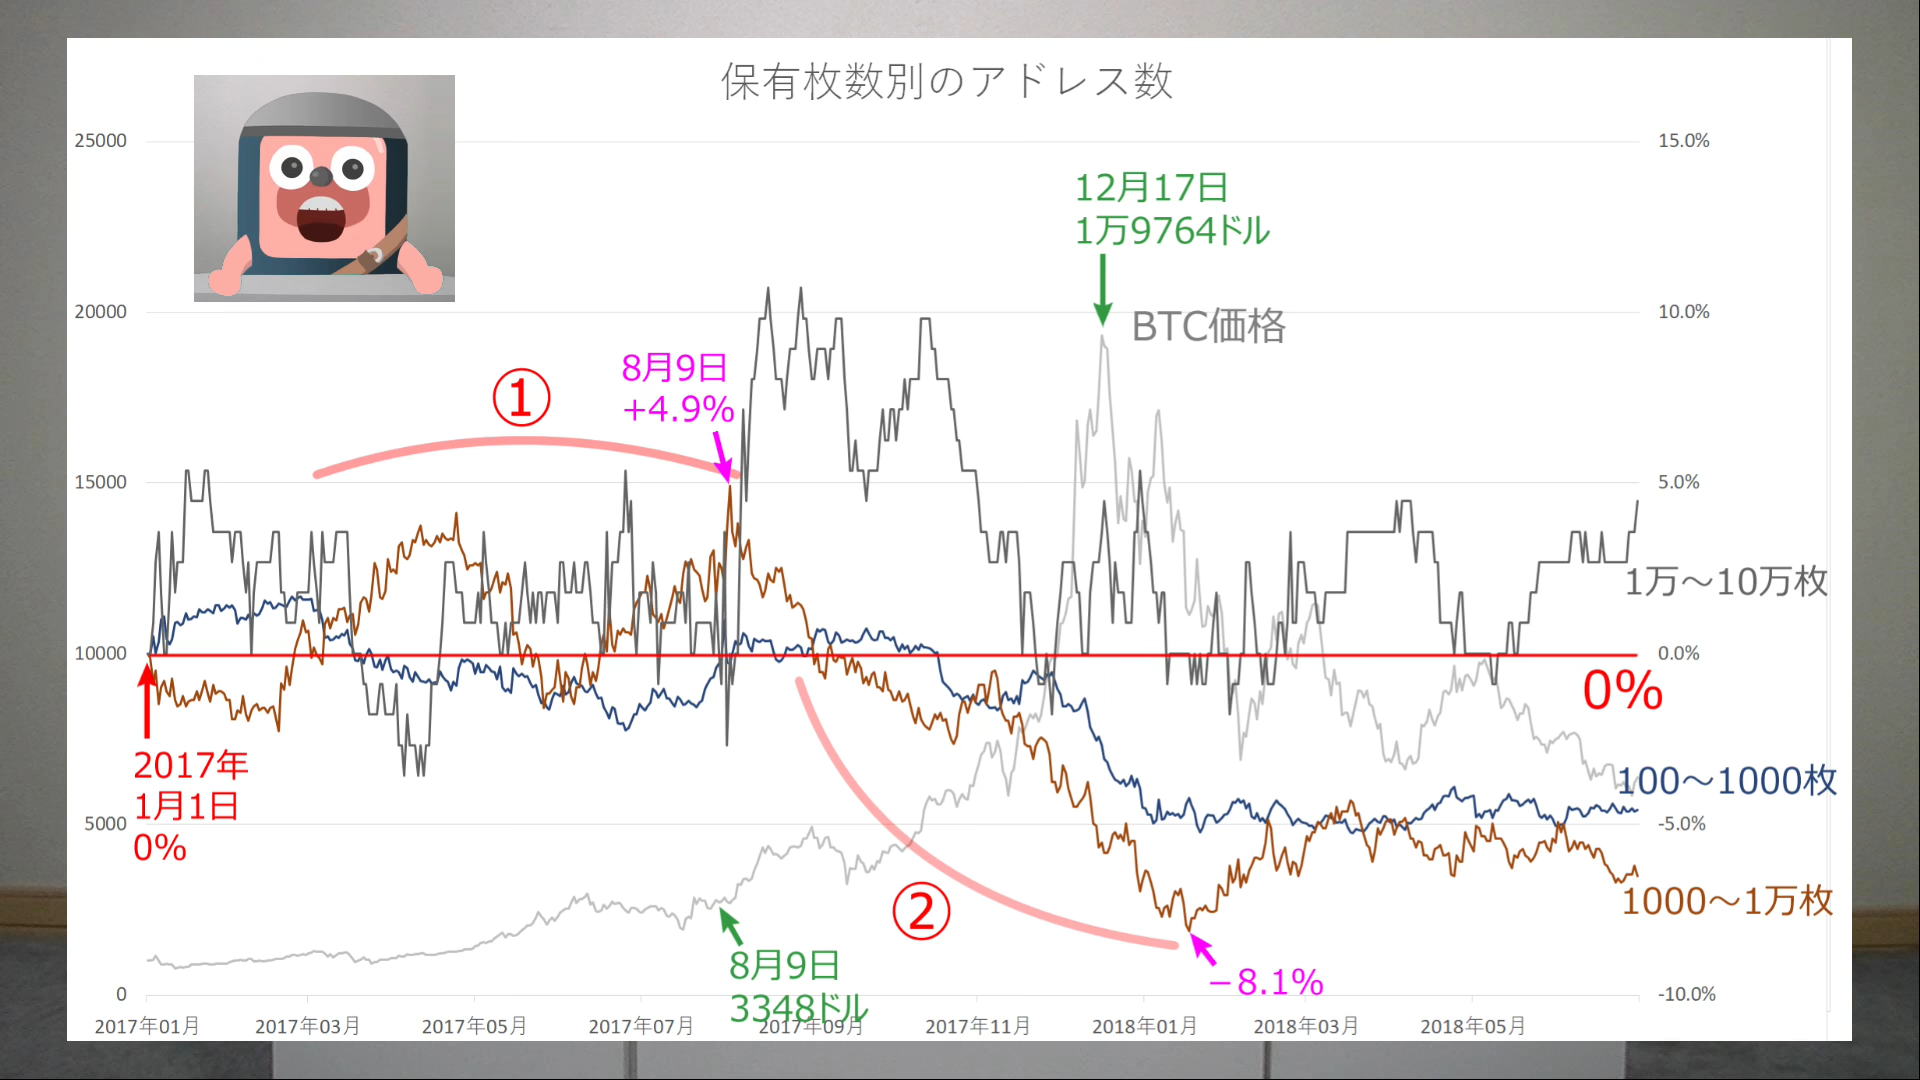 保有枚数別のアドレス数
25000
20000
15000
10000
5000
0
15.0%
10.0%
5.0%
0.0%
-5.0%
-10.0%
12月17日
1万9764ドル
BTC価格
①
8月9日
+4.9%
2017年
1月1日
0%
0%
1万～10万枚
100～1000枚
1000～1万枚
②
8月9日
3348ドル
－8.1%
2017年01月
2017年03月
2017年05月
2017年07月
2017年09月
2017年11月
2018年01月
2018年03月
2018年05月